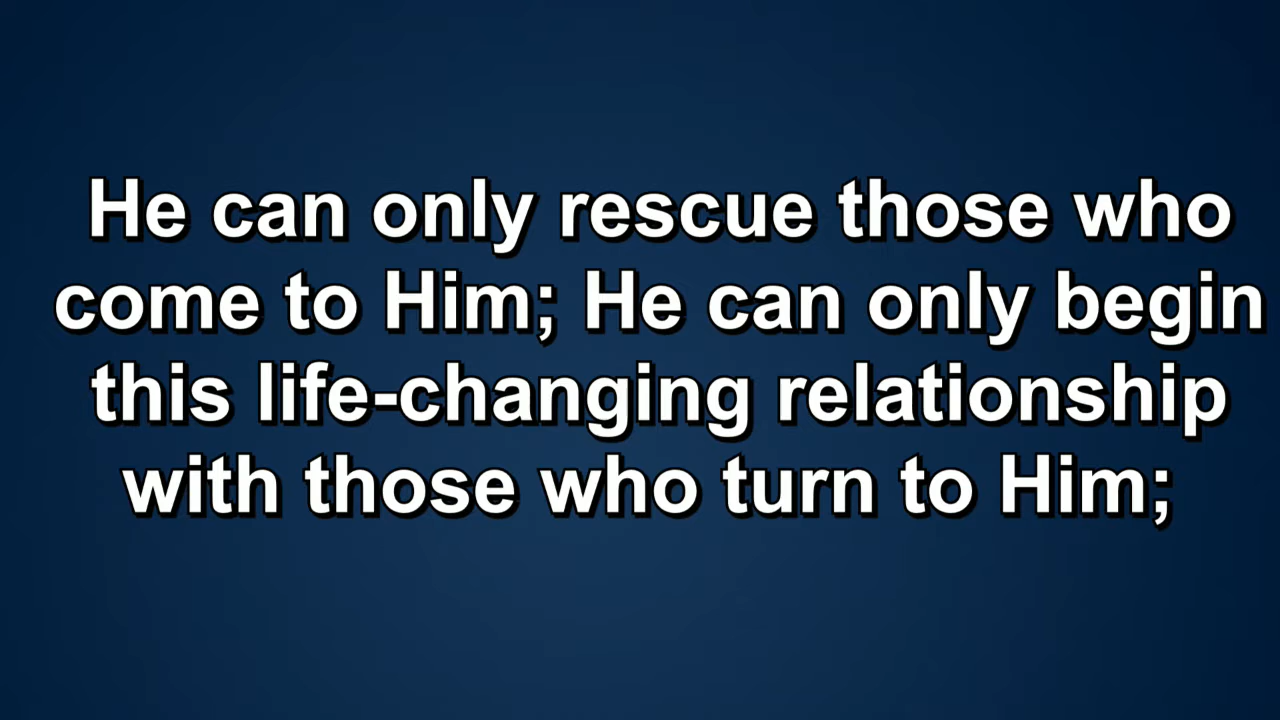 He can only rescue those who
come to Him; He can only begin
this life-changing relationship
with those who turn to Him;